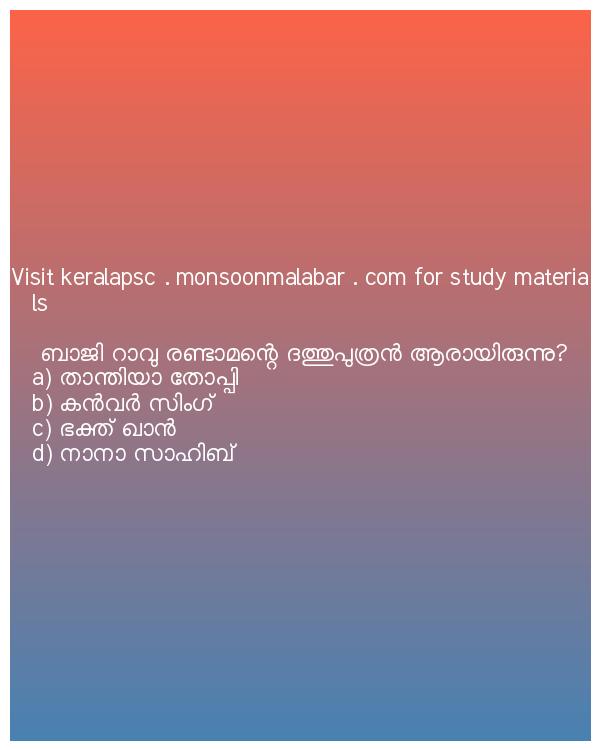 Visit keralapsc . monsoonmalabar . com for study materia
ls
ബാജി റാവു രണ്ടാമന്റെ ദത്തുപുത്രൻ ആരായിരുന്നു?
a) താന്തിയാ തോപ്പി
b) കൻവർ സിംഗ്
c) ഭക്ത് ഖാൻ
d) നാനാ സാഹിബ്